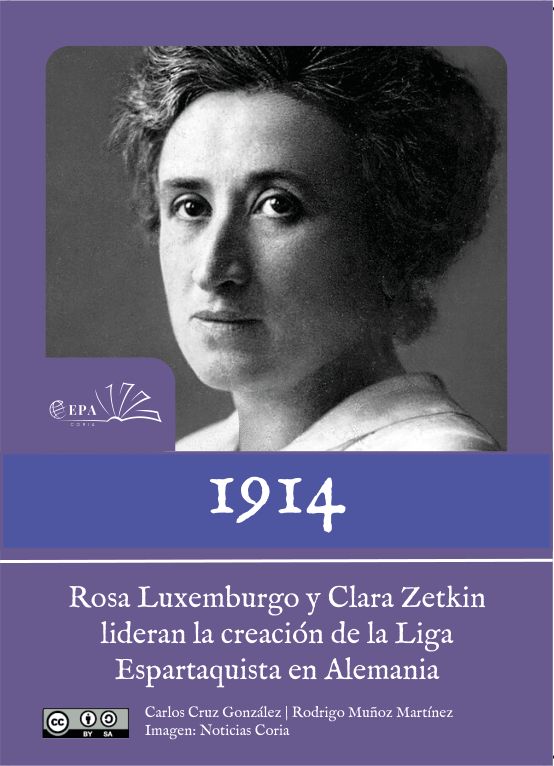 EPA
CORIA
1914
Rosa Luxemburgo y Clara Zetkin
lideran la creación de la Liga
Espartaquista en Alemania
cc BY SA
Carlos Cruz González | Rodrigo Muñoz Martínez
Imagen: Noticias Coria